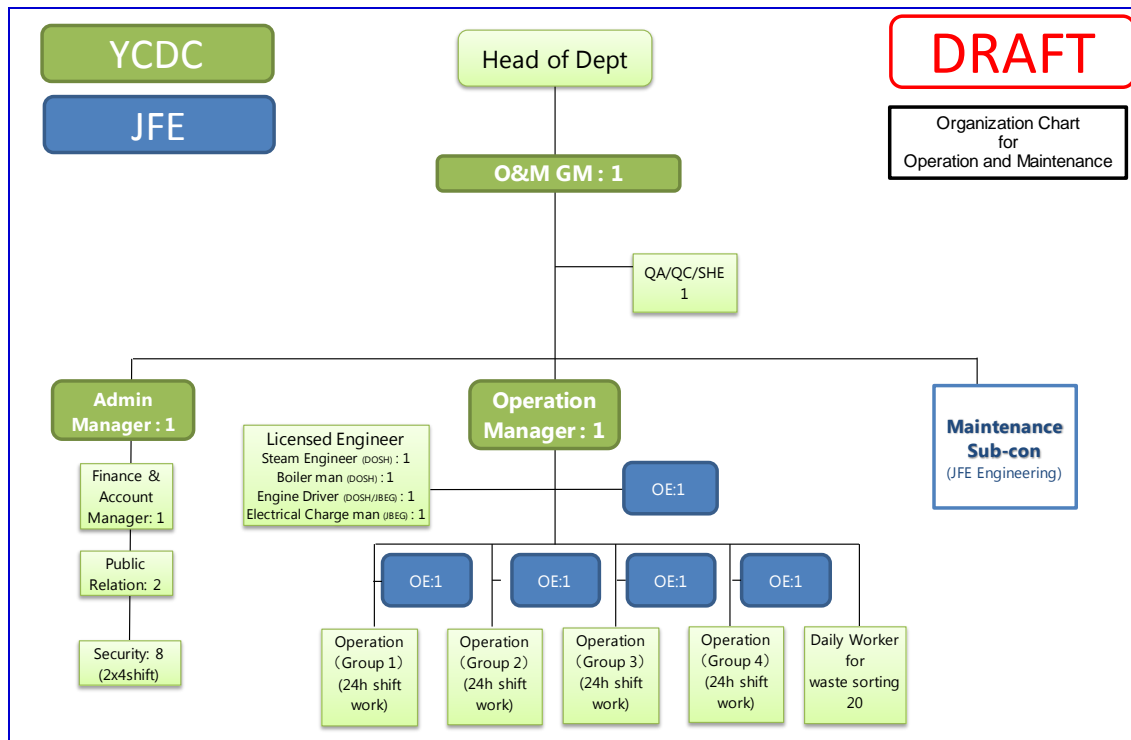 YCDC
JFE
Head of Dept
DRAFT
Organization Chart
for
Operation and Maintenance
O&M GM : 1
QA/QC/SHE
1
Admin
Manager : 1
Operation
Manager : 1
Maintenance
Sub-con
(JFE Engineering)
Licensed Engineer
Steam Engineer (DOSH) : 1
Boiler man (DOSH) : 1
Engine Driver (DOSH/JBEG) : 1
Electrical Charge man (JBEG) : 1
OE:1
Finance &
Account
Manager: 1
Public
Relation: 2
Security: 8
(2x4shift)
OE:1
OE:1
OE:1
OE:1
Operation
(Group 1)
(24h shift
work)
Operation
(Group 2)
(24h shift
work)
Operation
(Group 3)
(24h shift
work)
Operation
(Group 4)
(24h shift
work)
Daily Worker
for
waste sorting
20